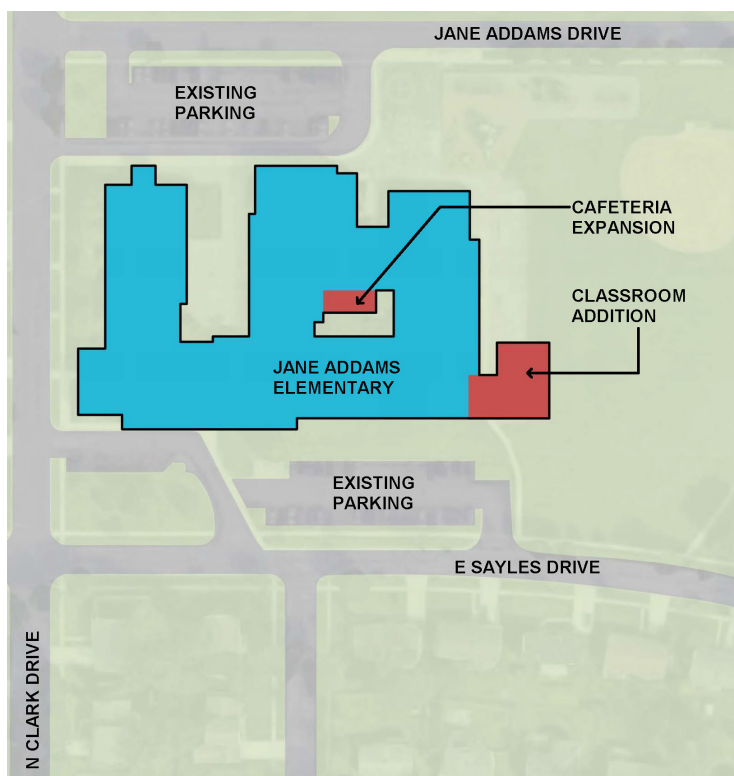 JANE ADDAMS DRIVE
EXISTING
PARKING
CAFETERIA
EXPANSION
CLASSROOM
ADDITION
JANE ADDAMS
ELEMENTARY
EXISTING
PARKING
E SAYLES DRIVE
N CLARK DRIVE